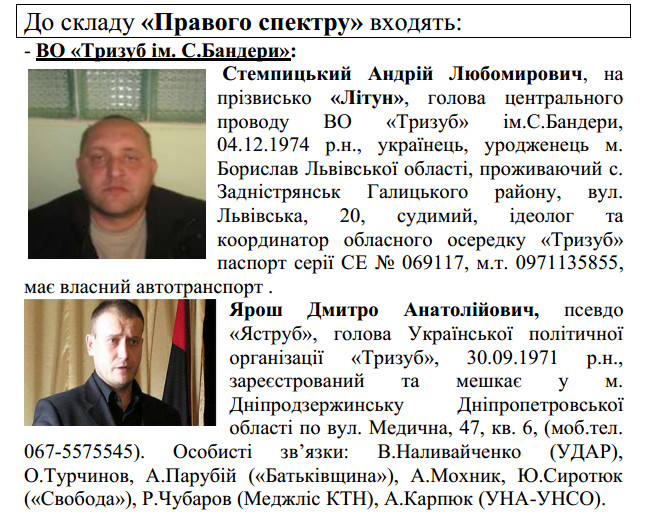 До складу «Правого спектру» входять:
- ВО «Тризуб ім. С.Бандери»:
Стемпицький Андрій Любомирович, на
прізвисько «Літун», голова центрального
проводу ВО «Тризуб» ім.С.Бандери,
04.12.1974 р.н., українець, уродженець м.
Борислав Львівської області, проживаючий с.
Задністрянськ Галицького району, вул.
Львівська, 20, судимий, ідеолог та
координатор обласного осередку «Тризуб»
паспорт серії СЕ № 069117, м.т. 0971135855,
має власний автотранспорт .
Ярош Дмитро Анатолійович, псевдо
«Яструб», голова Української політичної
організації «Тризуб», 30.09.1971 р.н.,
зареєстрований та мешкає у м.
Дніпродзержинську Дніпропетровської
області по вул. Медична, 47, кв. 6, (моб.тел.
067-5575545). Особисті зв’язки: В.Наливайченко (УДАР),
О.Турчинов, А.Парубій («Батьківщина»), А.Мохник, Ю.Сиротюк
(«Свобода»), Р.Чубаров (Меджліс КТН), А.Карпюк (УНА-УНСО).